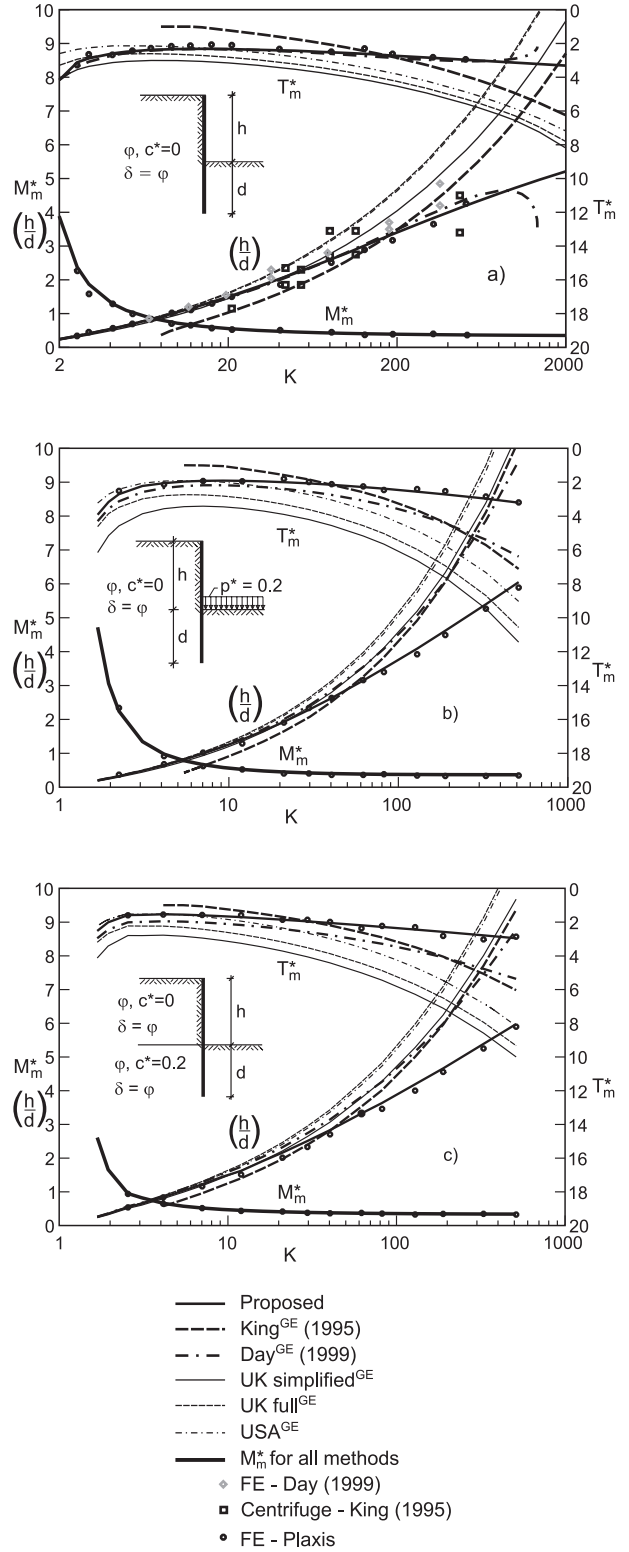 10
9
8
7
6
5
4
3
2
1
0
M*m
(h/d)
0
2
4
6
8
10
12
14
16
18
20
T*m
T*m
h
d
φ, c*=0
δ = φ
(h/d)
M*m
a)
2
20
200
2000
K
10
9
8
7
6
5
4
3
2
1
0
M*m
(h/d)
0
2
4
6
8
10
12
14
16
18
20
T*m
T*m
h
d
φ, c*=0
δ = φ
p* = 0.2
(h/d)
M*m
b)
1
10
100
1000
K
10
9
8
7
6
5
4
3
2
1
0
M*m
(h/d)
0
2
4
6
8
10
12
14
16
18
20
T*m
T*m
h
d
φ, c*=0
δ = φ
φ, c*=0.2
δ = φ
(h/d)
M*m
c)
1
10
100
1000
K
Proposed
King^GE (1995)
Day^GE (1999)
UK simplified^GE
UK full^GE
USA^GE
M*m for all methods
FE - Day (1999)
Centrifuge - King (1995)
FE - Plaxis